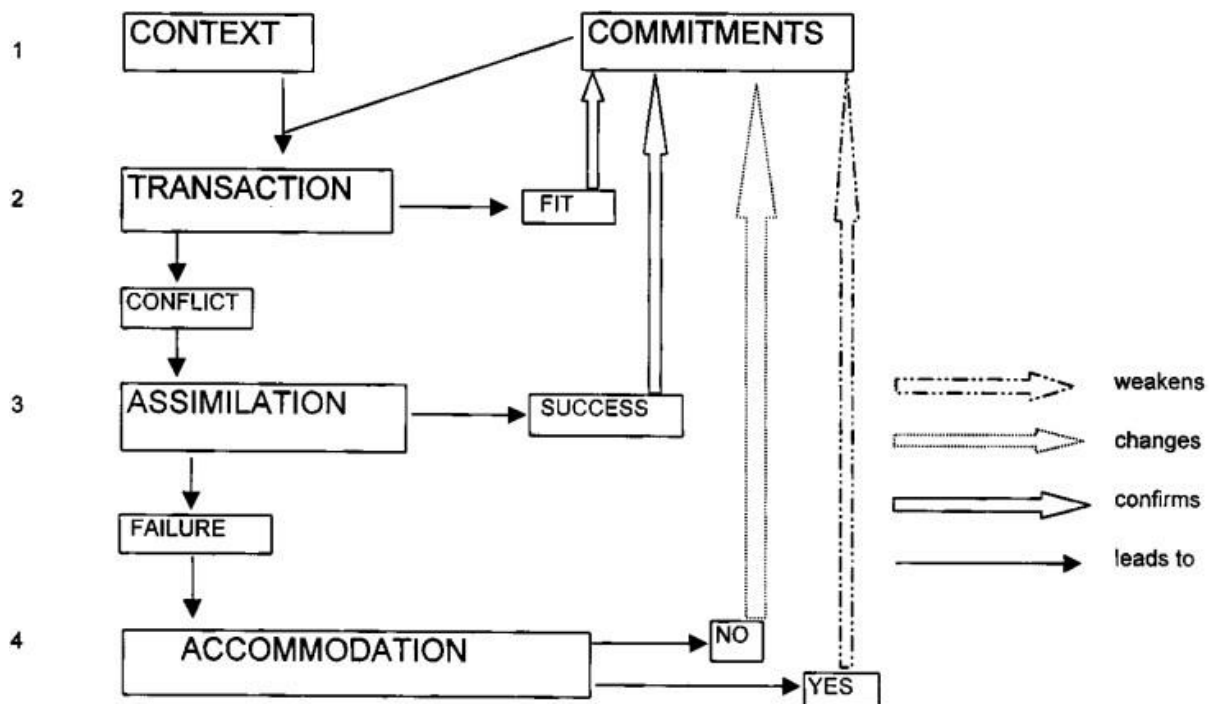 1
CONTEXT
COMMITMENTS
2
TRANSACTION
FIT
CONFLICT
3
ASSIMILATION
SUCCESS
weakens
changes
confirms
leads to
FAILURE
4
ACCOMMODATION
NO
YES